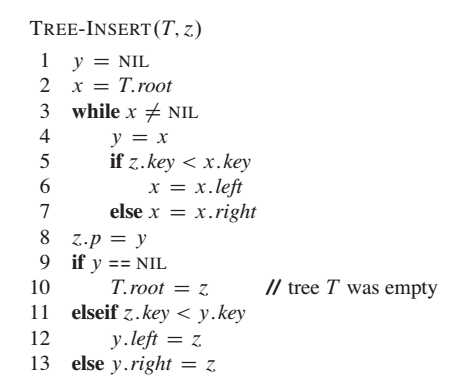 TREE-INSERT(T, z)
1 y = NIL
2 x = T.root
3 while x ≠ NIL
4 y = x
5 if z.key < x.key
6 x = x.left
7 else x = x.right
8 z.p = y
9 if y == NIL
10 T.root = z // tree T was empty
11 elseif z.key < y.key
12 y.left = z
13 else y.right = z